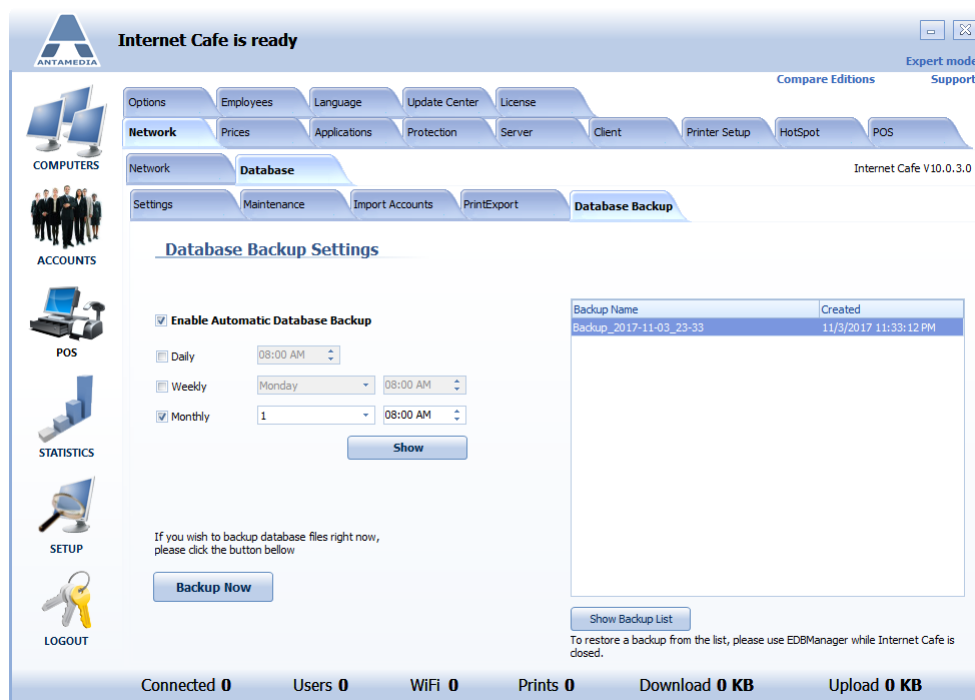 ANTAMEDIA
Internet Cafe is ready
Expert mode
Compare Editions Support
Options Employees Language Update Center License
Network Prices Applications Protection Server Client Printer Setup HotSpot POS
Network Database
Internet Cafe V10.0.3.0
Settings Maintenance Import Accounts PrintExport Database Backup
COMPUTERS
ACCOUNTS
POS
STATISTICS
SETUP
LOGOUT
Database Backup Settings
Enable Automatic Database Backup
Daily 08:00 AM
Weekly Monday 08:00 AM
Monthly 1 08:00 AM
Show
If you wish to backup database files right now,
please click the button bellow
Backup Now
Backup Name Created
Backup_2017-11-03_23-33 11/3/2017 11:33:12 PM
Show Backup List
To restore a backup from the list, please use EDBManager while Internet Cafe is
closed.
Connected 0 Users 0 WiFi 0 Prints 0 Download 0 KB Upload 0 KB